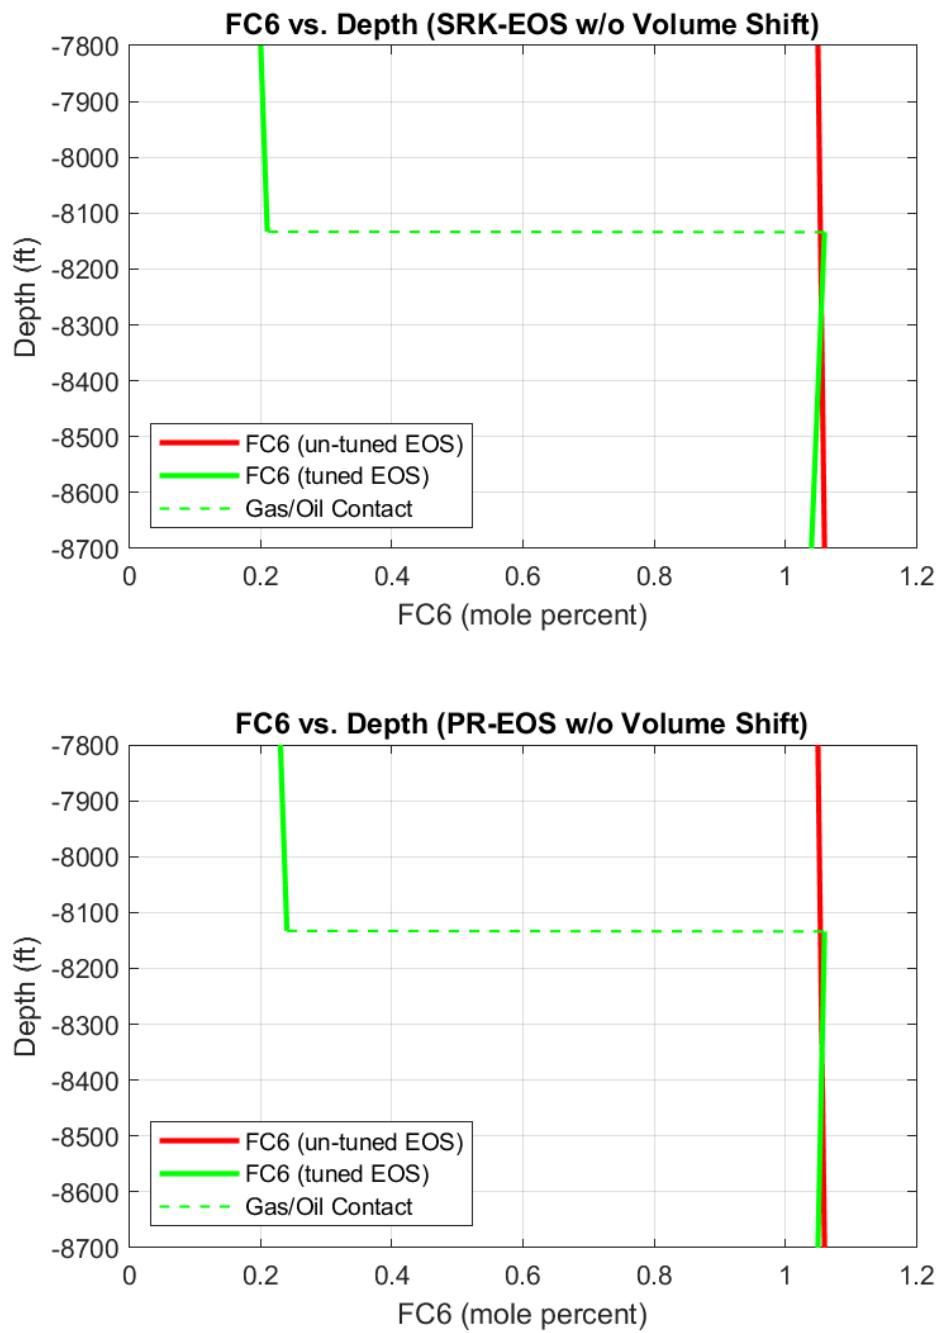 FC6 vs. Depth (SRK-EOS w/o Volume Shift)
-7800
-7900
-8000
-8100
-8200
-8300
-8400
-8500
-8600
-8700
Depth (ft)
FC6 (un-tuned EOS)
FC6 (tuned EOS)
Gas/Oil Contact
0 0.2 0.4 0.6 0.8 1 1.2
FC6 (mole percent)
FC6 vs. Depth (PR-EOS w/o Volume Shift)
-7800
-7900
-8000
-8100
-8200
-8300
-8400
-8500
-8600
-8700
Depth (ft)
FC6 (un-tuned EOS)
FC6 (tuned EOS)
Gas/Oil Contact
0 0.2 0.4 0.6 0.8 1 1.2
FC6 (mole percent)